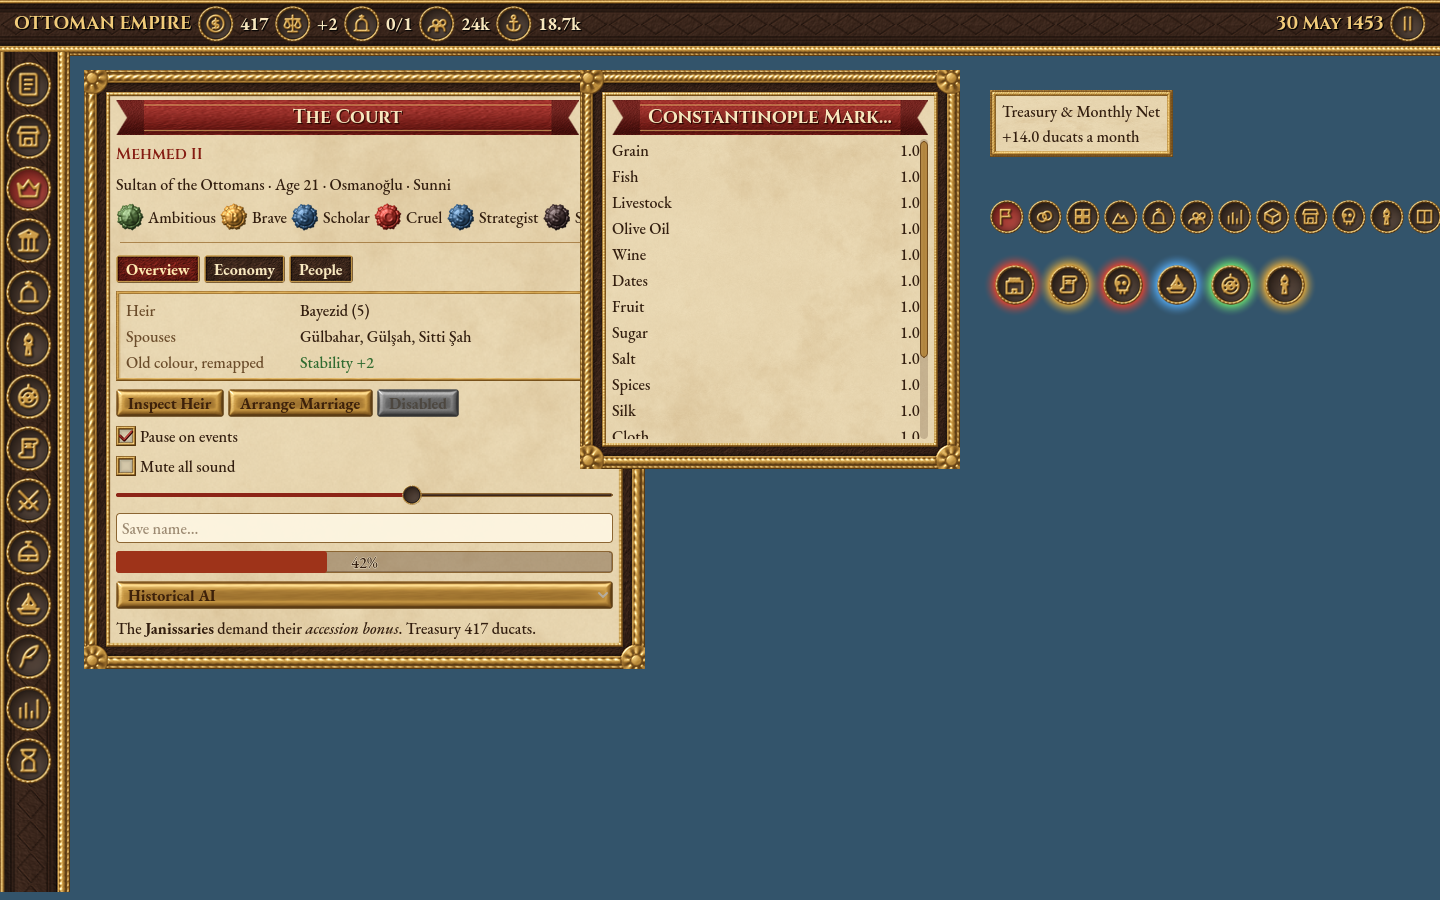 OTTOMAN EMPIRE 417 +2 0/1 24k 18.7k
30 MAY 1453
THE COURT
MEHMED II
Sultan of the Ottomans · Age 21 · Osmanoğlu · Sunni
Ambitious Brave Scholar Cruel Strategist S
Overview Economy People
Heir Bayezid (5)
Spouses Gülbahar, Gülşah, Sitti Şah
Old colour, remapped Stability +2
Inspect Heir Arrange Marriage Disabled
Pause on events
Mute all sound
Save name...
42%
Historical AI
The Janissaries demand their accession bonus. Treasury 417 ducats.
CONSTANTINOPLE MARK...
Grain 1.0
Fish 1.0
Livestock 1.0
Olive Oil 1.0
Wine 1.0
Dates 1.0
Fruit 1.0
Sugar 1.0
Salt 1.0
Spices 1.0
Silk 1.0
Cloth 1.0
Treasury & Monthly Net
+14.0 ducats a month